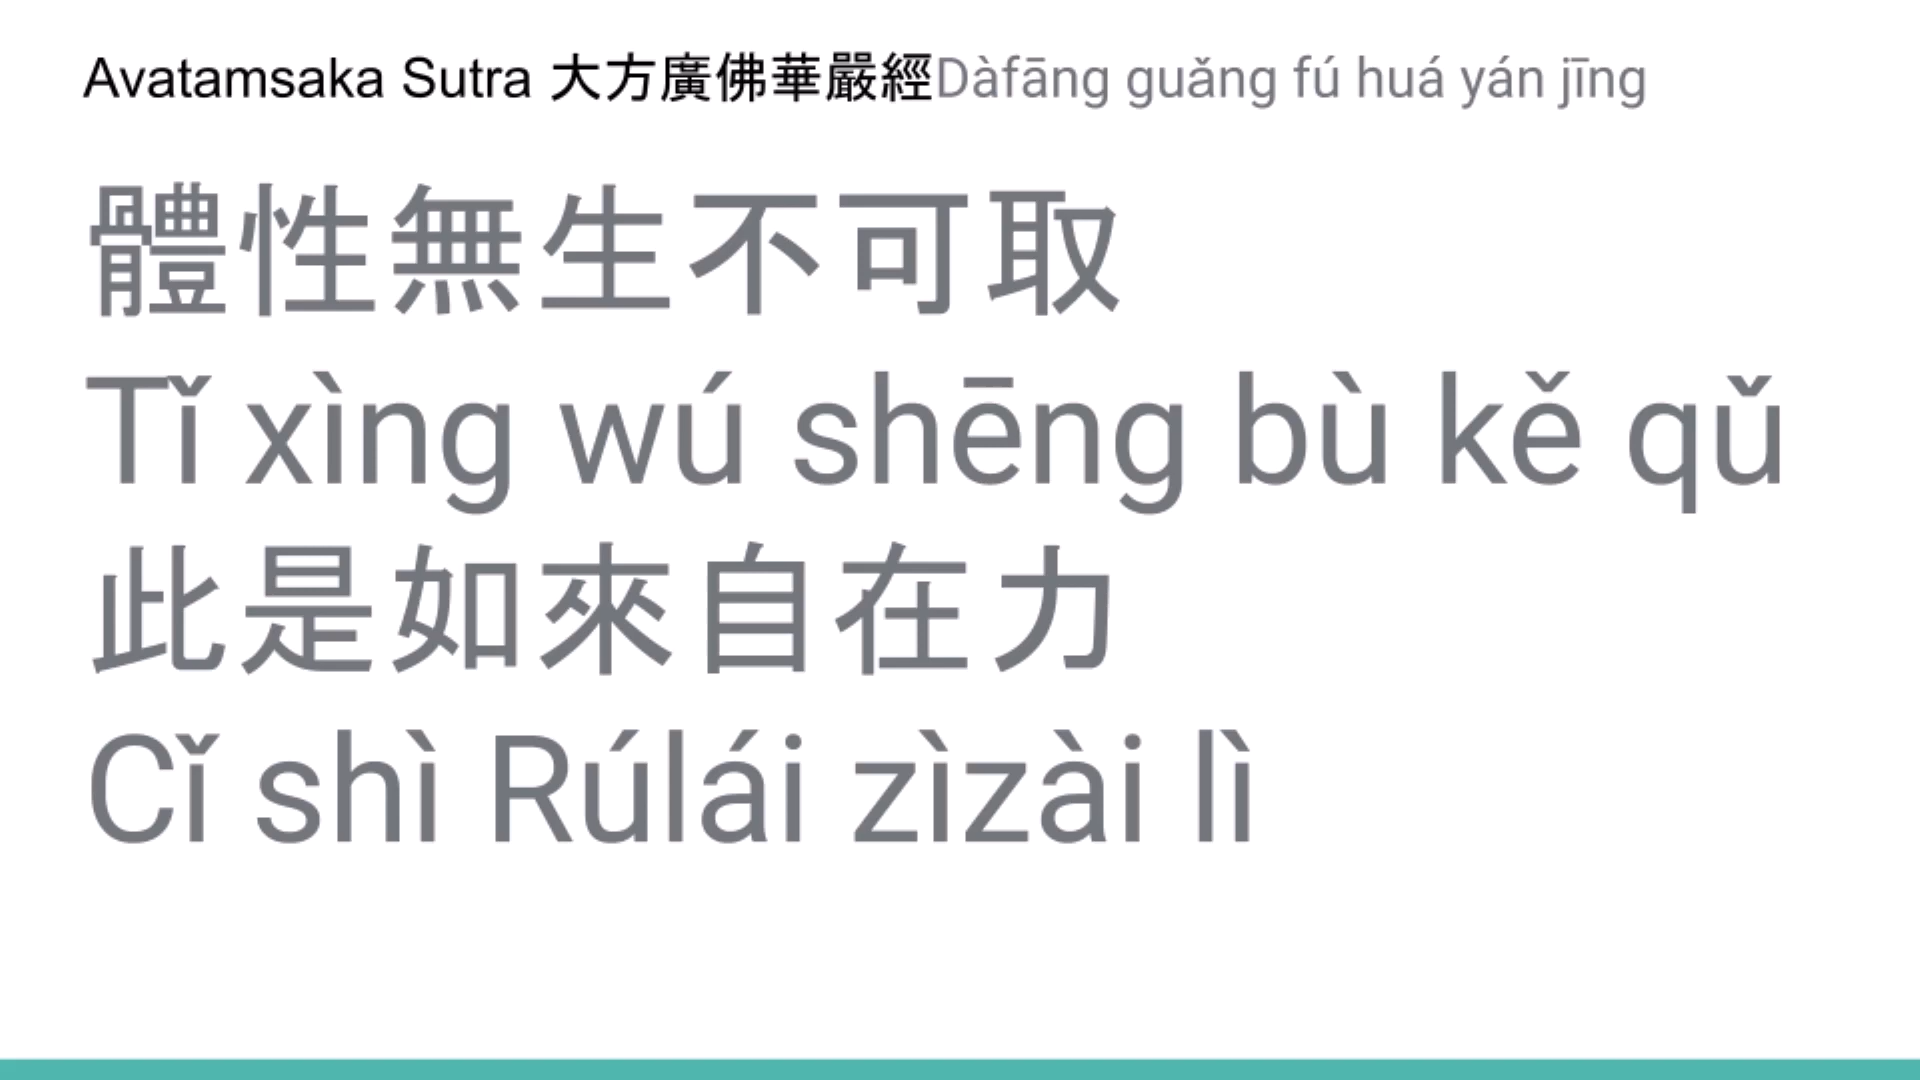 Avatamsaka Sutra 大方廣佛華嚴經Dàfāng guǎng fú huá yán jīng
體性無生不可取
Tǐ xìng wú shēng bù kě qǔ
此是如來自在力
Cǐ shì Rúlái zìzài lì